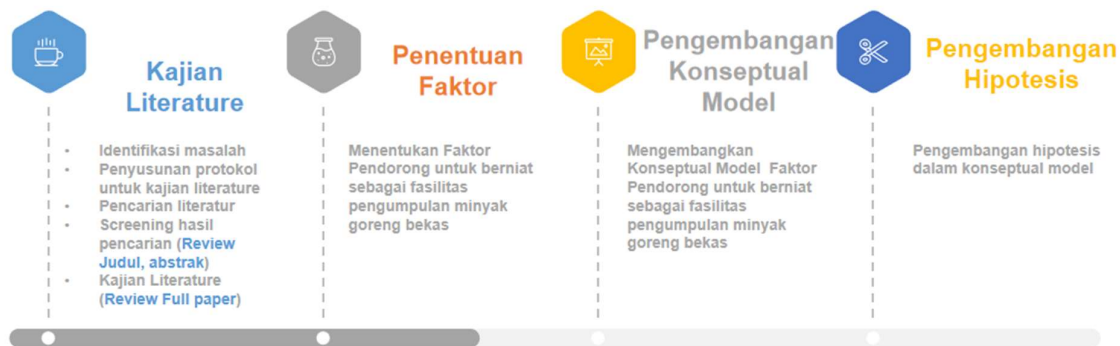 Kajian
Literature
• Identifikasi masalah
• Penyusunan protokol
untuk kajian literature
• Pencarian literatur
• Screening hasil
pencarian (Review
Judul, abstrak)
• Kajian Literature
(Review Full paper)
Penentuan
Faktor
Menentukan Faktor
Pendorong untuk berniat
sebagai fasilitas
pengumpulan minyak
goreng bekas
Pengembangan
Konseptual
Model
Mengembangkan
Konseptual Model Faktor
Pendorong untuk berniat
sebagai fasilitas
pengumpulan minyak
goreng bekas
Pengembangan
Hipotesis
Pengembangan hipotesis
dalam konseptual model